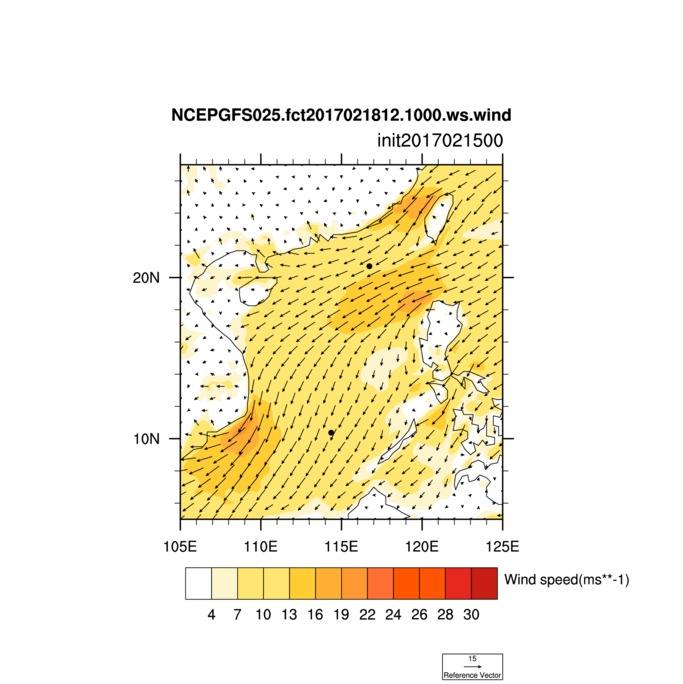 NCEPGFS025.fct2017021812.1000.ws.wind
init2017021500
20N
10N
105E 110E 115E 120E 125E
Wind speed(ms**-1)
4 7 10 13 16 19 22 24 26 28 30
15
Reference Vector